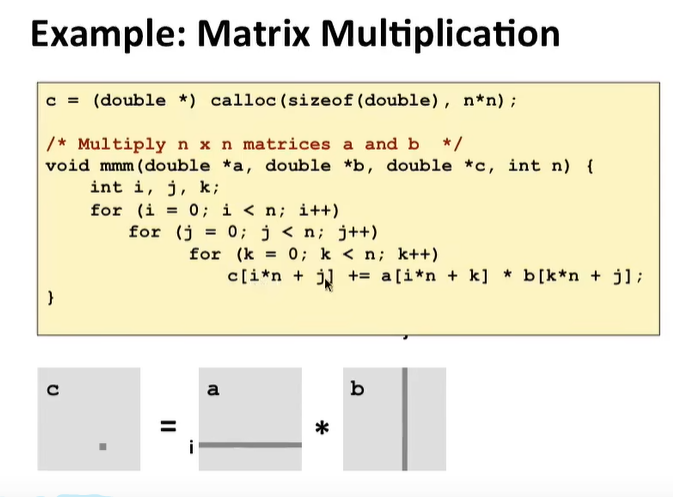 Example: Matrix Multiplication
c = (double *) calloc(sizeof(double), n*n);
/* Multiply n x n matrices a and b */
void mmm(double *a, double *b, double *c, int n) {
int i, j, k;
for (i = 0; i < n; i++)
for (j = 0; j < n; j++)
for (k = 0; k < n; k++)
c[i*n + j] += a[i*n + k] * b[k*n + j];
}
c
a
b
=
*
i